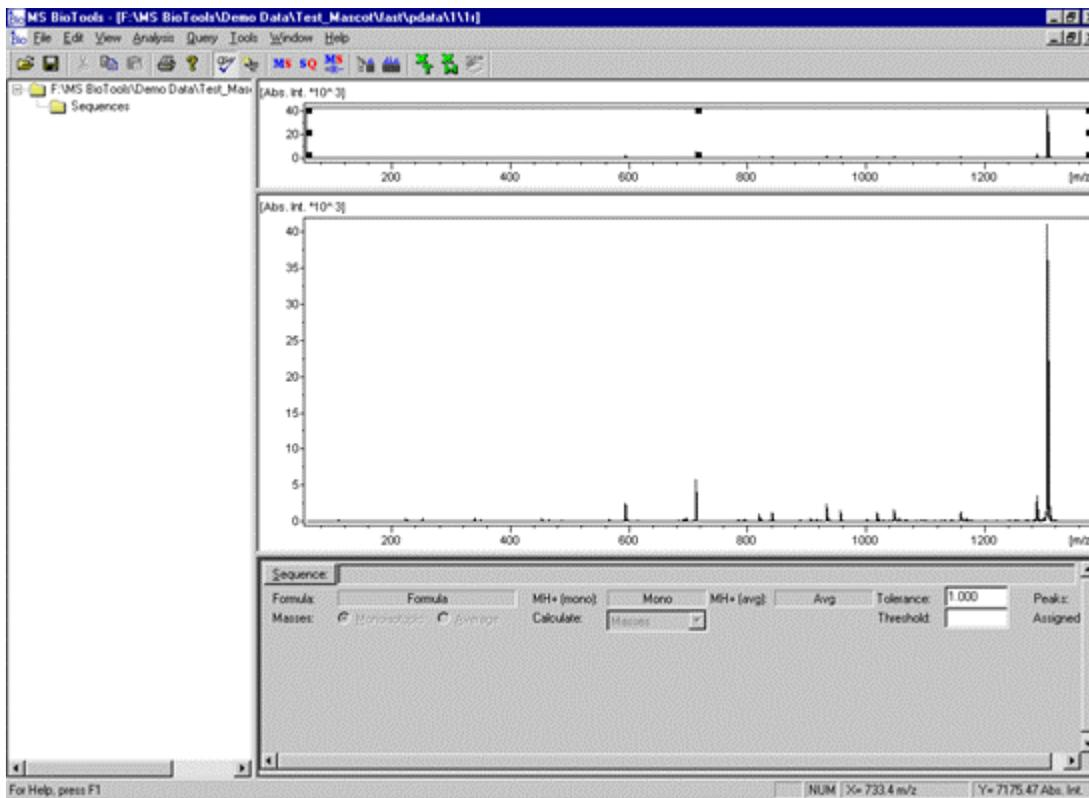 MS BioTools - [F:\MS BioTools\Demo Data\Test_Mascot\fast\pdata\1\1r]
File Edit View Analysis Query Tools Window Help
MS SQ MS
F:\MS BioTools\Demo Data\Test_Mas
Sequences
[Abs. Int. *10^3]
40
20
0
200 400 600 800 1000 1200 [m/z
[Abs. Int. *10^3]
40
35
30
25
20
15
10
5
0
200 400 600 800 1000 1200 [m/z
Sequence:
Formula: Formula MH+ (mono): Mono MH+ (avg): Avg Tolerance: 1.000 Peaks:
Masses: Monoisotopic Average Calculate: Masses Threshold: Assigned
For Help, press F1 NUM X= 733.4 m/z Y= 7175.47 Abs. Int.